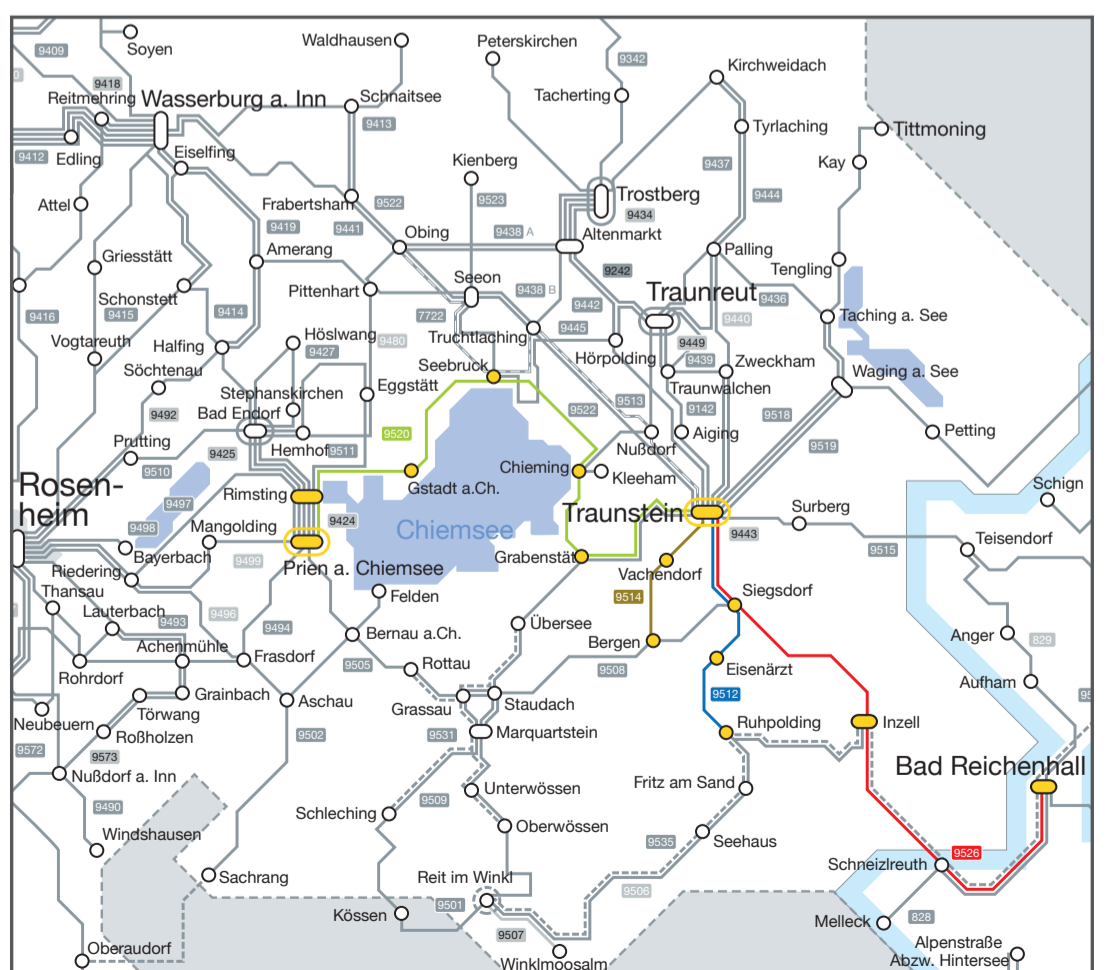 Soyen
Waldhausen
Peterskirchen
9409
9342
Kirchweidach
9418
Reitmehring
Wasserburg a. Inn
Schnaitsee
Tacherting
9413
Tyrlaching
Tittmoning
9412
Edling
Eiselfing
Kienberg
9437
Kay
Attel
Frabertsham
9522
9523
Trostberg
9444
9434
9419
9441
Obing
9438 A
Altenmarkt
Amerang
Palling
Griesstätt
Seeon
9242
Tengling
Schonstett
Pittenhart
9438 B
Traunreut
9436
9416
9415
9414
7722
9442
9440
Taching a. See
Höslwang
Truchtlaching
9445
9449
Vogtareuth
Halfing
9427
9480
Hörpolding
9439
Zweckham
Söchtenau
Seebruck
Traunwalchen
Waging a. See
Stephanskirchen
Eggstätt
9492
Bad Endorf
9513
9142
9518
9520
9522
Prutting
9425
Hemhof
9511
Nußdorf
Aiging
9519
Petting
9510
Chieming
Kleeham
Rosen-
heim
9497
Rimsting
Gstadt a.Ch.
Schign
9498
Mangolding
9424
Chiemsee
Traunstein
Surberg
9443
Bayerbach
9499
Prien a. Chiemsee
Grabenstät
Teisendorf
9515
Riedering
Vachendorf
Thansau
Felden
9514
Siegsdorf
Lauterbach
9496
9493
9494
Bernau a.Ch.
Übersee
Bergen
Anger
829
Achenmühle
Rohrdorf
Frasdorf
9505
Rottau
9508
Eisenärzt
Aufham
Grainbach
Aschau
Grassau
Staudach
9512
Neubeuern
Törwang
Ruhpolding
Inzell
Roßholzen
9502
9531
Marquartstein
9572
9573
Bad Reichenhall
Nußdorf a. Inn
9509
Unterwössen
Fritz am Sand
9490
Schleching
Oberwössen
Windshausen
9535
Seehaus
9526
Schneizlreuth
Sachrang
Reit im Winkl
9506
Kössen
9501
Melleck
828
9507
Oberaudorf
Winklmoosalm
Alpenstraße
Abzw. Hintersee